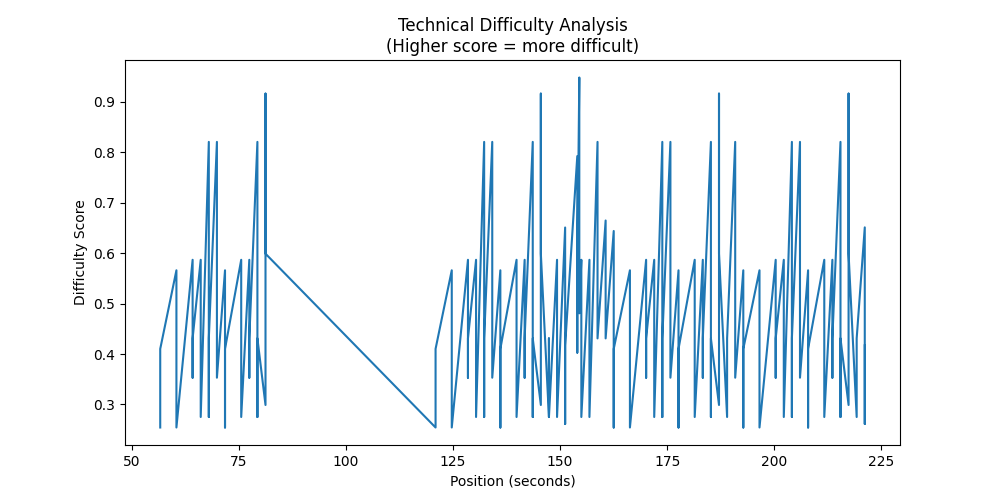 Technical Difficulty Analysis
(Higher score = more difficult)
Difficulty Score
0.9
0.8
0.7
0.6
0.5
0.4
0.3
50 75 100 125 150 175 200 225
Position (seconds)